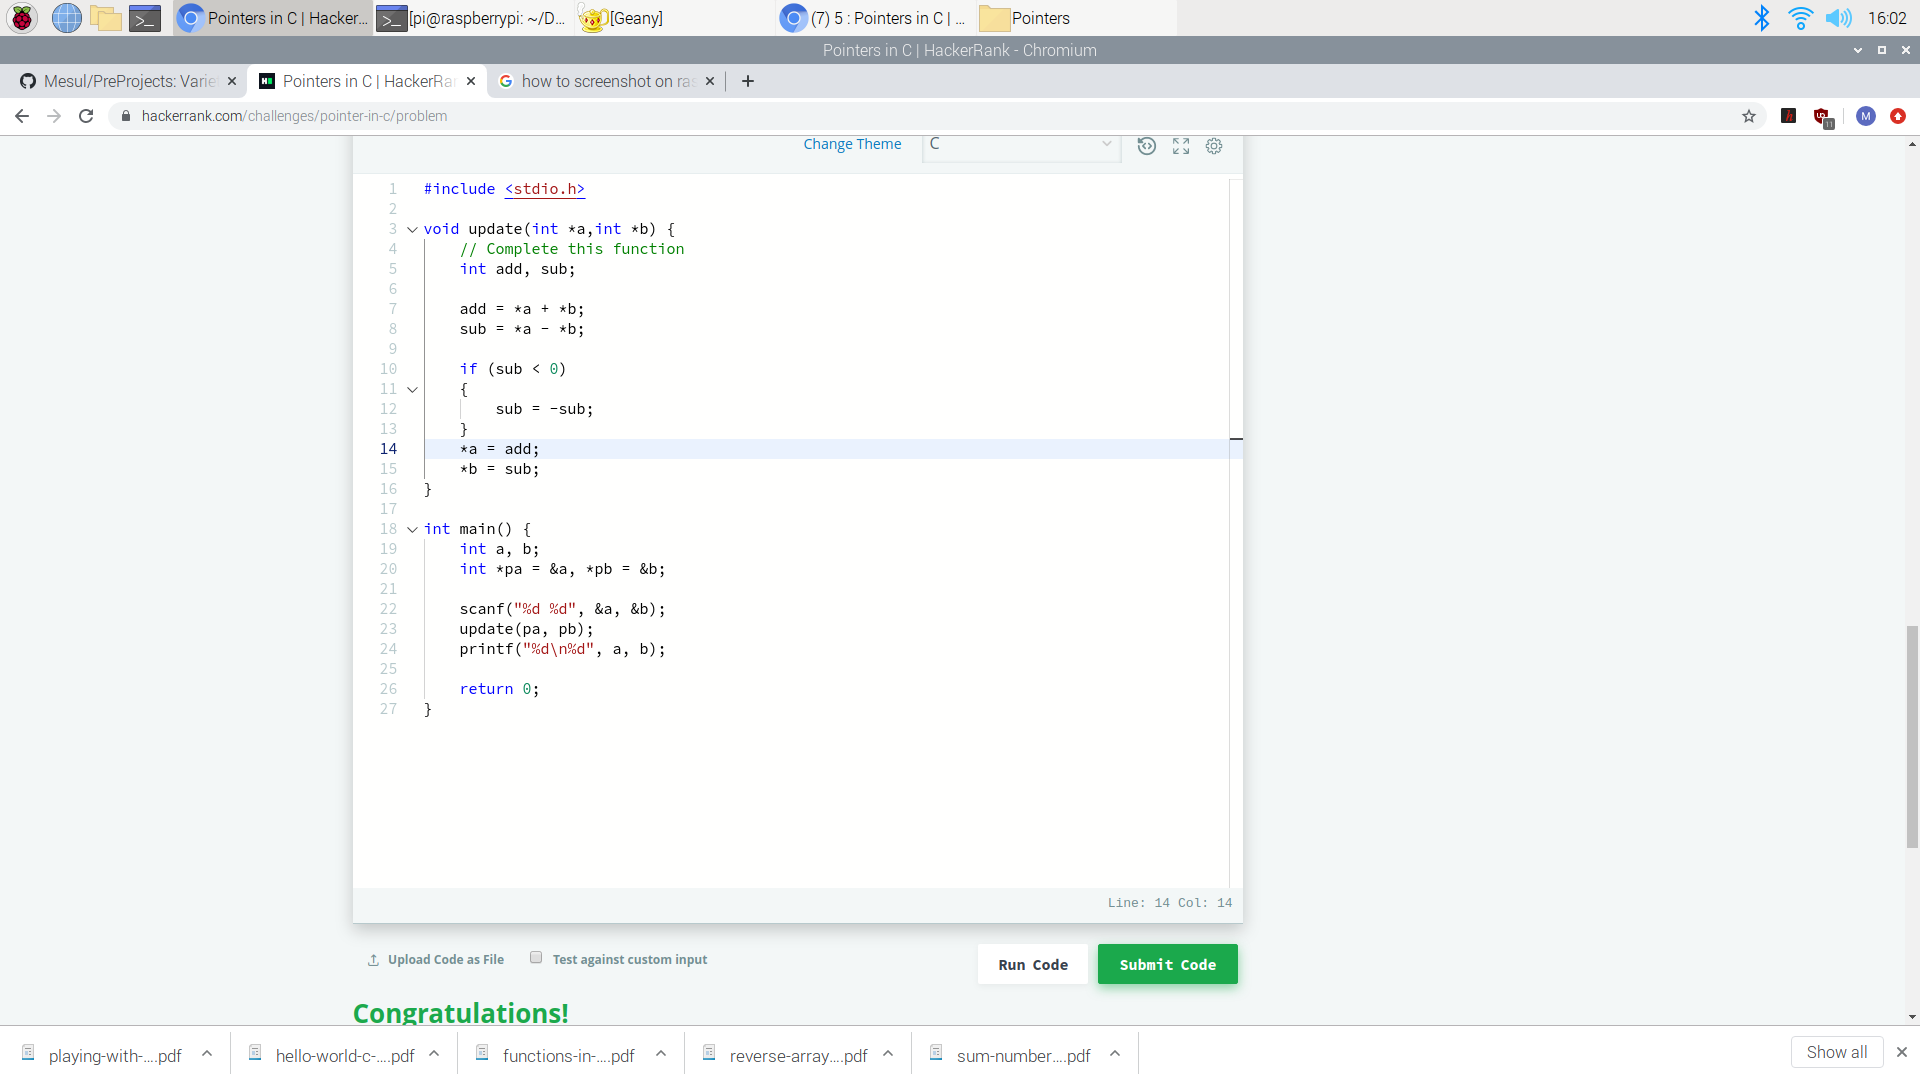 Pointers in C | Hacker...
[pi@raspberrypi: ~/D...
[Geany]
(7) 5 : Pointers in C | ...
Pointers
16:02
Pointers in C | HackerRank - Chromium
Mesul/PreProjects: Varie
Pointers in C | HackerRa
how to screenshot on ras
hackerrank.com/challenges/pointer-in-c/problem
11
M
Change Theme
C
1 #include <stdio.h>
2
3 void update(int *a,int *b) {
4 // Complete this function
5 int add, sub;
6
7 add = *a + *b;
8 sub = *a - *b;
9
10 if (sub < 0)
11 {
12 sub = -sub;
13 }
14 *a = add;
15 *b = sub;
16 }
17
18 int main() {
19 int a, b;
20 int *pa = &a, *pb = &b;
21
22 scanf("%d %d", &a, &b);
23 update(pa, pb);
24 printf("%d\n%d", a, b);
25
26 return 0;
27 }
Line: 14 Col: 14
Upload Code as File
Test against custom input
Run Code
Submit Code
Congratulations!
playing-with-....pdf
hello-world-c-....pdf
functions-in-....pdf
reverse-array....pdf
sum-number....pdf
Show all